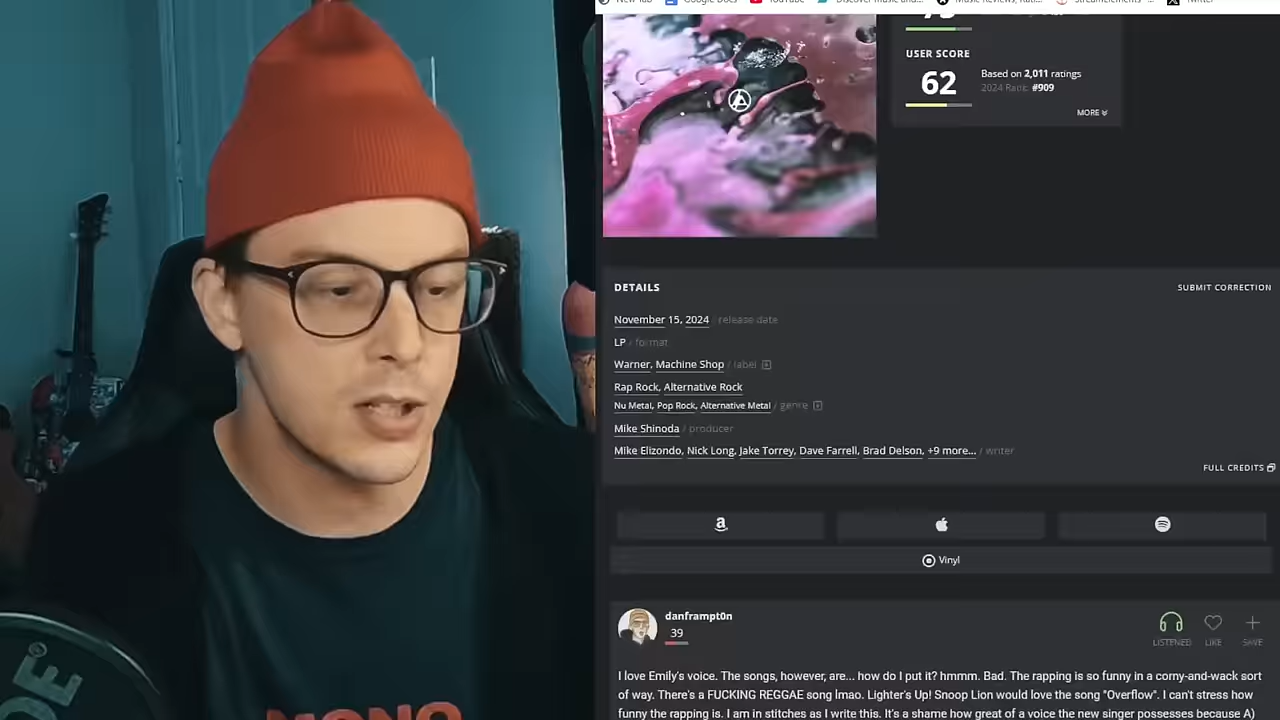 USER SCORE
62
Based on 2,011 ratings
2024 Rank: #909
MORE
DETAILS
SUBMIT CORRECTION
November 15, 2024 / release date
LP / format
Warner, Machine Shop / label
Rap Rock, Alternative Rock
Nu Metal, Pop Rock, Alternative Metal / genre
Mike Shinoda / producer
Mike Elizondo, Nick Long, Jake Torrey, Dave Farrell, Brad Delson, +9 more... / writer
FULL CREDITS
Vinyl
danframpt0n
39
LISTENED
LIKE
SAVE
I love Emily's voice. The songs, however, are... how do I put it? hmmm. Bad. The rapping is so funny in a corny-and-wack sort
of way. There's a FUCKING REGGAE song lmao. Lighter's Up! Snoop Lion would love the song "Overflow". I can't stress how
funny the rapping is. I am in stitches as I write this. It's a shame how great of a voice the new singer possesses because A)
MONO